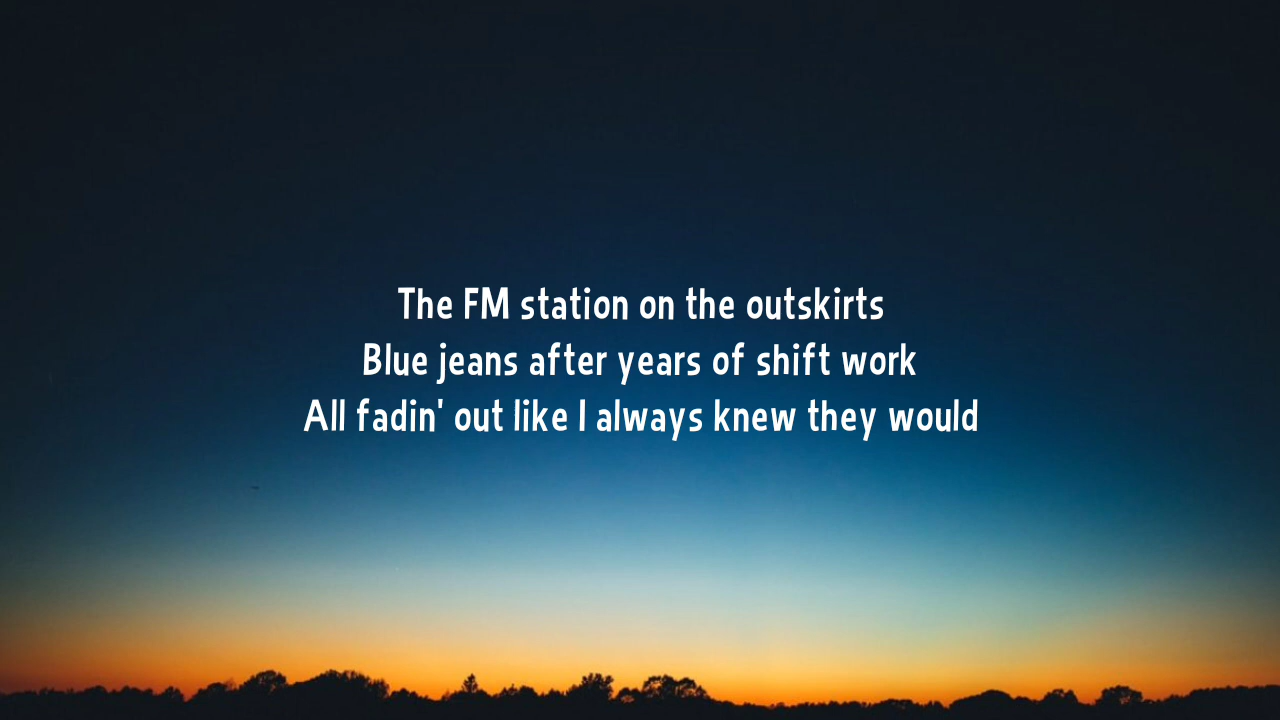 The FM station on the outskirts
Blue jeans after years of shift work
All fadin' out like I always knew they would